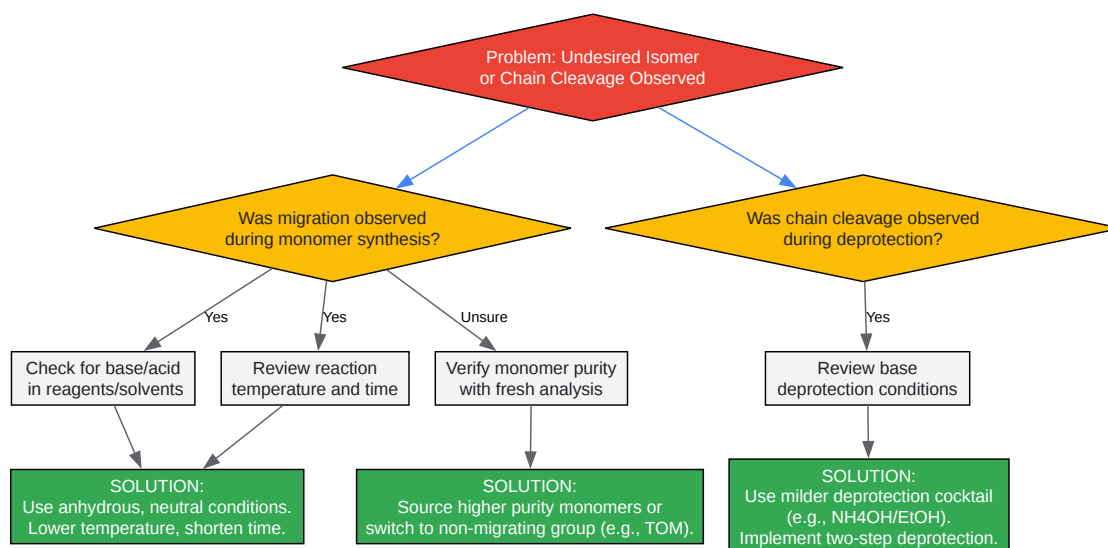 Problem: Undesired Isomer
or Chain Cleavage Observed
Was migration observed
during monomer synthesis?
Was chain cleavage observed
during deprotection?
Yes
Yes
Unsure
Yes
Check for base/acid
in reagents/solvents
Review reaction
temperature and time
Verify monomer purity
with fresh analysis
Review base
deprotection conditions
SOLUTION:
Use anhydrous, neutral conditions.
Lower temperature, shorten time.
SOLUTION:
Source higher purity monomers or
switch to non-migrating group (e.g., TOM).
SOLUTION:
Use milder deprotection cocktail
(e.g., NH4OH/EtOH).
Implement two-step deprotection.